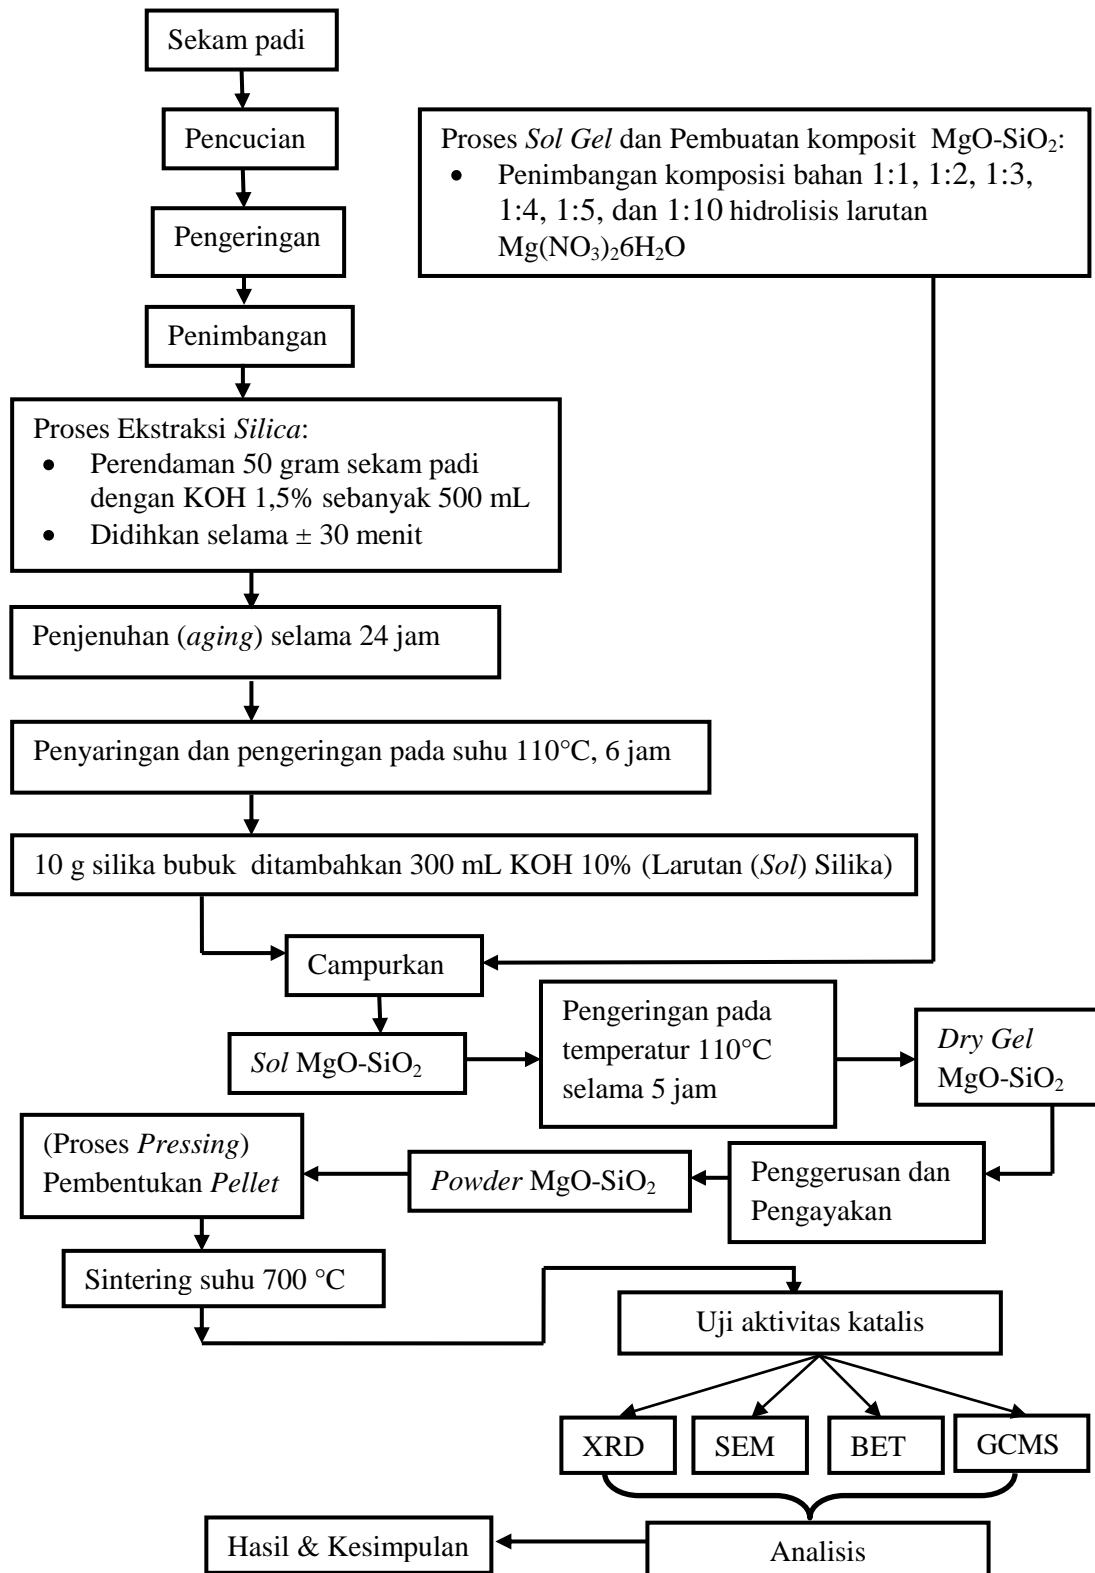 Sekam padi
Pencucian
Pengeringan
Penimbangan
Proses Ekstraksi Silica:
• Perendaman 50 gram sekam padi
dengan KOH 1,5% sebanyak 500 mL
• Didihkan selama ± 30 menit
Penjenuhan (aging) selama 24 jam
Penyaringan dan pengeringan pada suhu 110°C, 6 jam
10 g silika bubuk ditambahkan 300 mL KOH 10% (Larutan (Sol) Silika)
Proses Sol Gel dan Pembuatan komposit MgO-SiO₂:
• Penimbangan komposisi bahan 1:1, 1:2, 1:3,
1:4, 1:5, dan 1:10 hidrolisis larutan
Mg(NO₃)₂6H₂O
Campurkan
Sol MgO-SiO₂
Pengeringan pada
temperatur 110°C
selama 5 jam
Dry Gel
MgO-SiO₂
Penggerusan dan
Pengayakan
Powder MgO-SiO₂
(Proses Pressing)
Pembentukan Pellet
Sintering suhu 700 °C
Uji aktivitas katalis
XRD
SEM
BET
GCMS
Analisis
Hasil & Kesimpulan